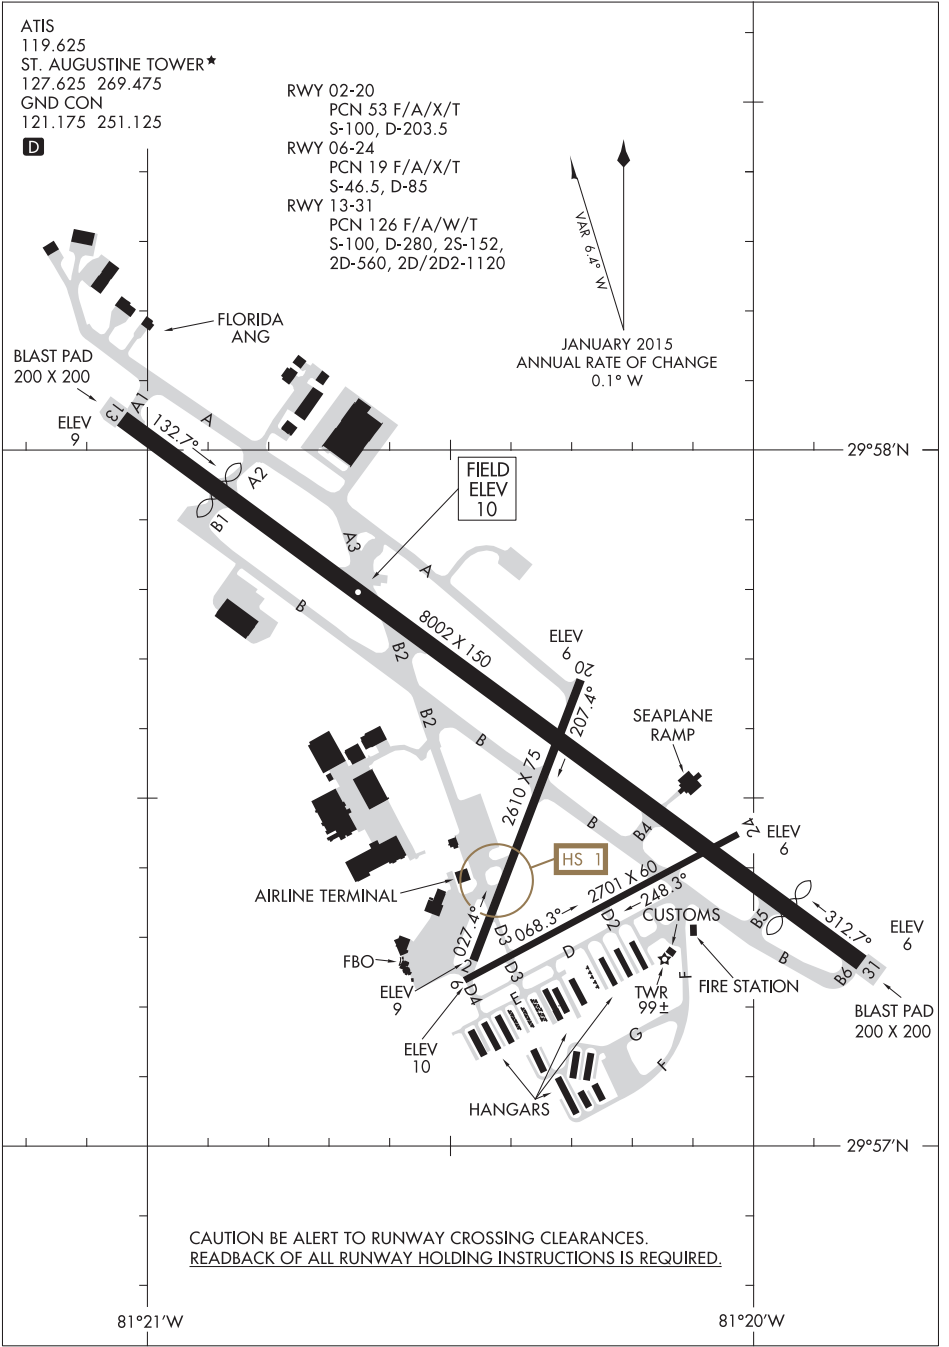 ATIS
119.625
ST. AUGUSTINE TOWER★
127.625 269.475
GND CON
121.175 251.125
D
RWY 02-20
PCN 53 F/A/X/T
S-100, D-203.5
RWY 06-24
PCN 19 F/A/X/T
S-46.5, D-85
RWY 13-31
PCN 126 F/A/W/T
S-100, D-280, 2S-152,
2D-560, 2D/2D2-1120
VAR 6.4° W
JANUARY 2015
ANNUAL RATE OF CHANGE
0.1° W
FLORIDA
ANG
BLAST PAD
200 X 200
ELEV
9
13
A1
A
132.7°
A2
B1
29°58'N
FIELD
ELEV
10
A3
A
B
8002 X 150
B2
ELEV
6
20
207.4°
B2
B
SEAPLANE
RAMP
2610 X 75
B
B4
24
ELEV
6
HS 1
AIRLINE TERMINAL
2701 X 60
248.3°
068.3°
027.4°
D3
D2
CUSTOMS
B5
312.7°
ELEV
6
FBO
2
D3
D
B
B6
31
6
D4
E
F
TWR
99±
FIRE STATION
ELEV
9
BLAST PAD
200 X 200
ELEV
10
G
F
HANGARS
29°57'N
CAUTION BE ALERT TO RUNWAY CROSSING CLEARANCES.
READBACK OF ALL RUNWAY HOLDING INSTRUCTIONS IS REQUIRED.
81°21'W
81°20'W